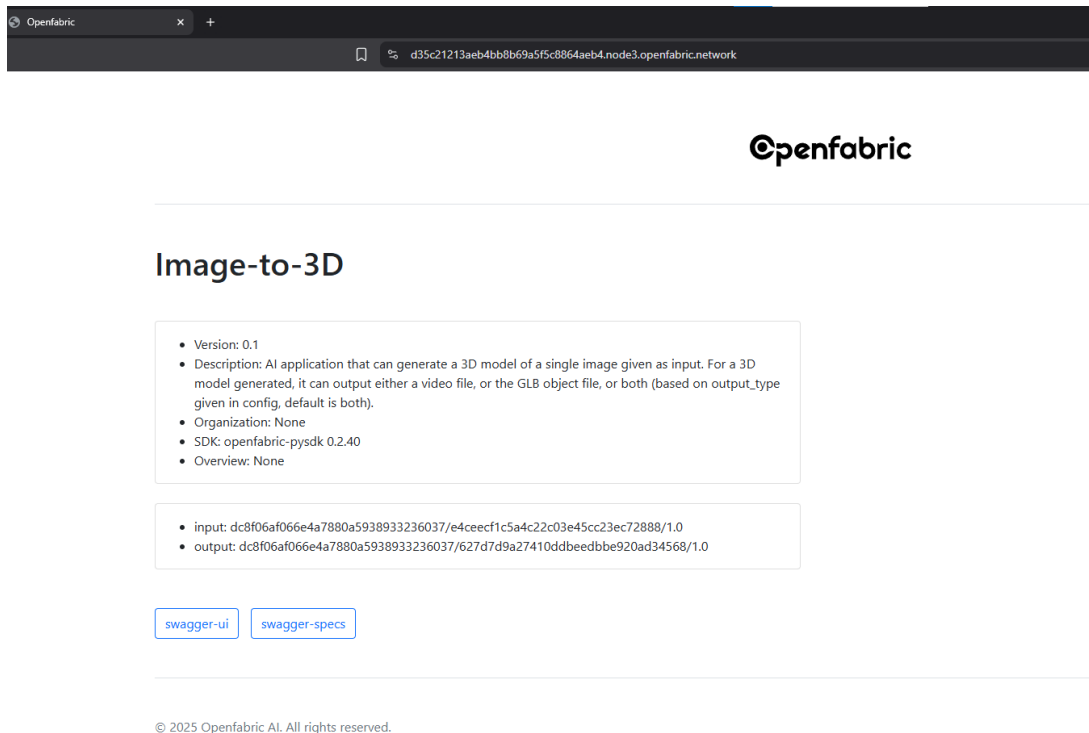 Openfabric
d35c21213aeb4bb8b69a5f5c8864aeb4.node3.openfabric.network
Openfabric
Image-to-3D
Version: 0.1
Description: AI application that can generate a 3D model of a single image given as input. For a 3D
model generated, it can output either a video file, or the GLB object file, or both (based on output_type
given in config, default is both).
Organization: None
SDK: openfabric-pysdk 0.2.40
Overview: None
input: dc8f06af066e4a7880a5938933236037/e4ceecf1c5a4c22c03e45cc23ec72888/1.0
output: dc8f06af066e4a7880a5938933236037/627d7d9a27410ddbeedbbe920ad34568/1.0
swagger-ui swagger-specs
© 2025 Openfabric AI. All rights reserved.